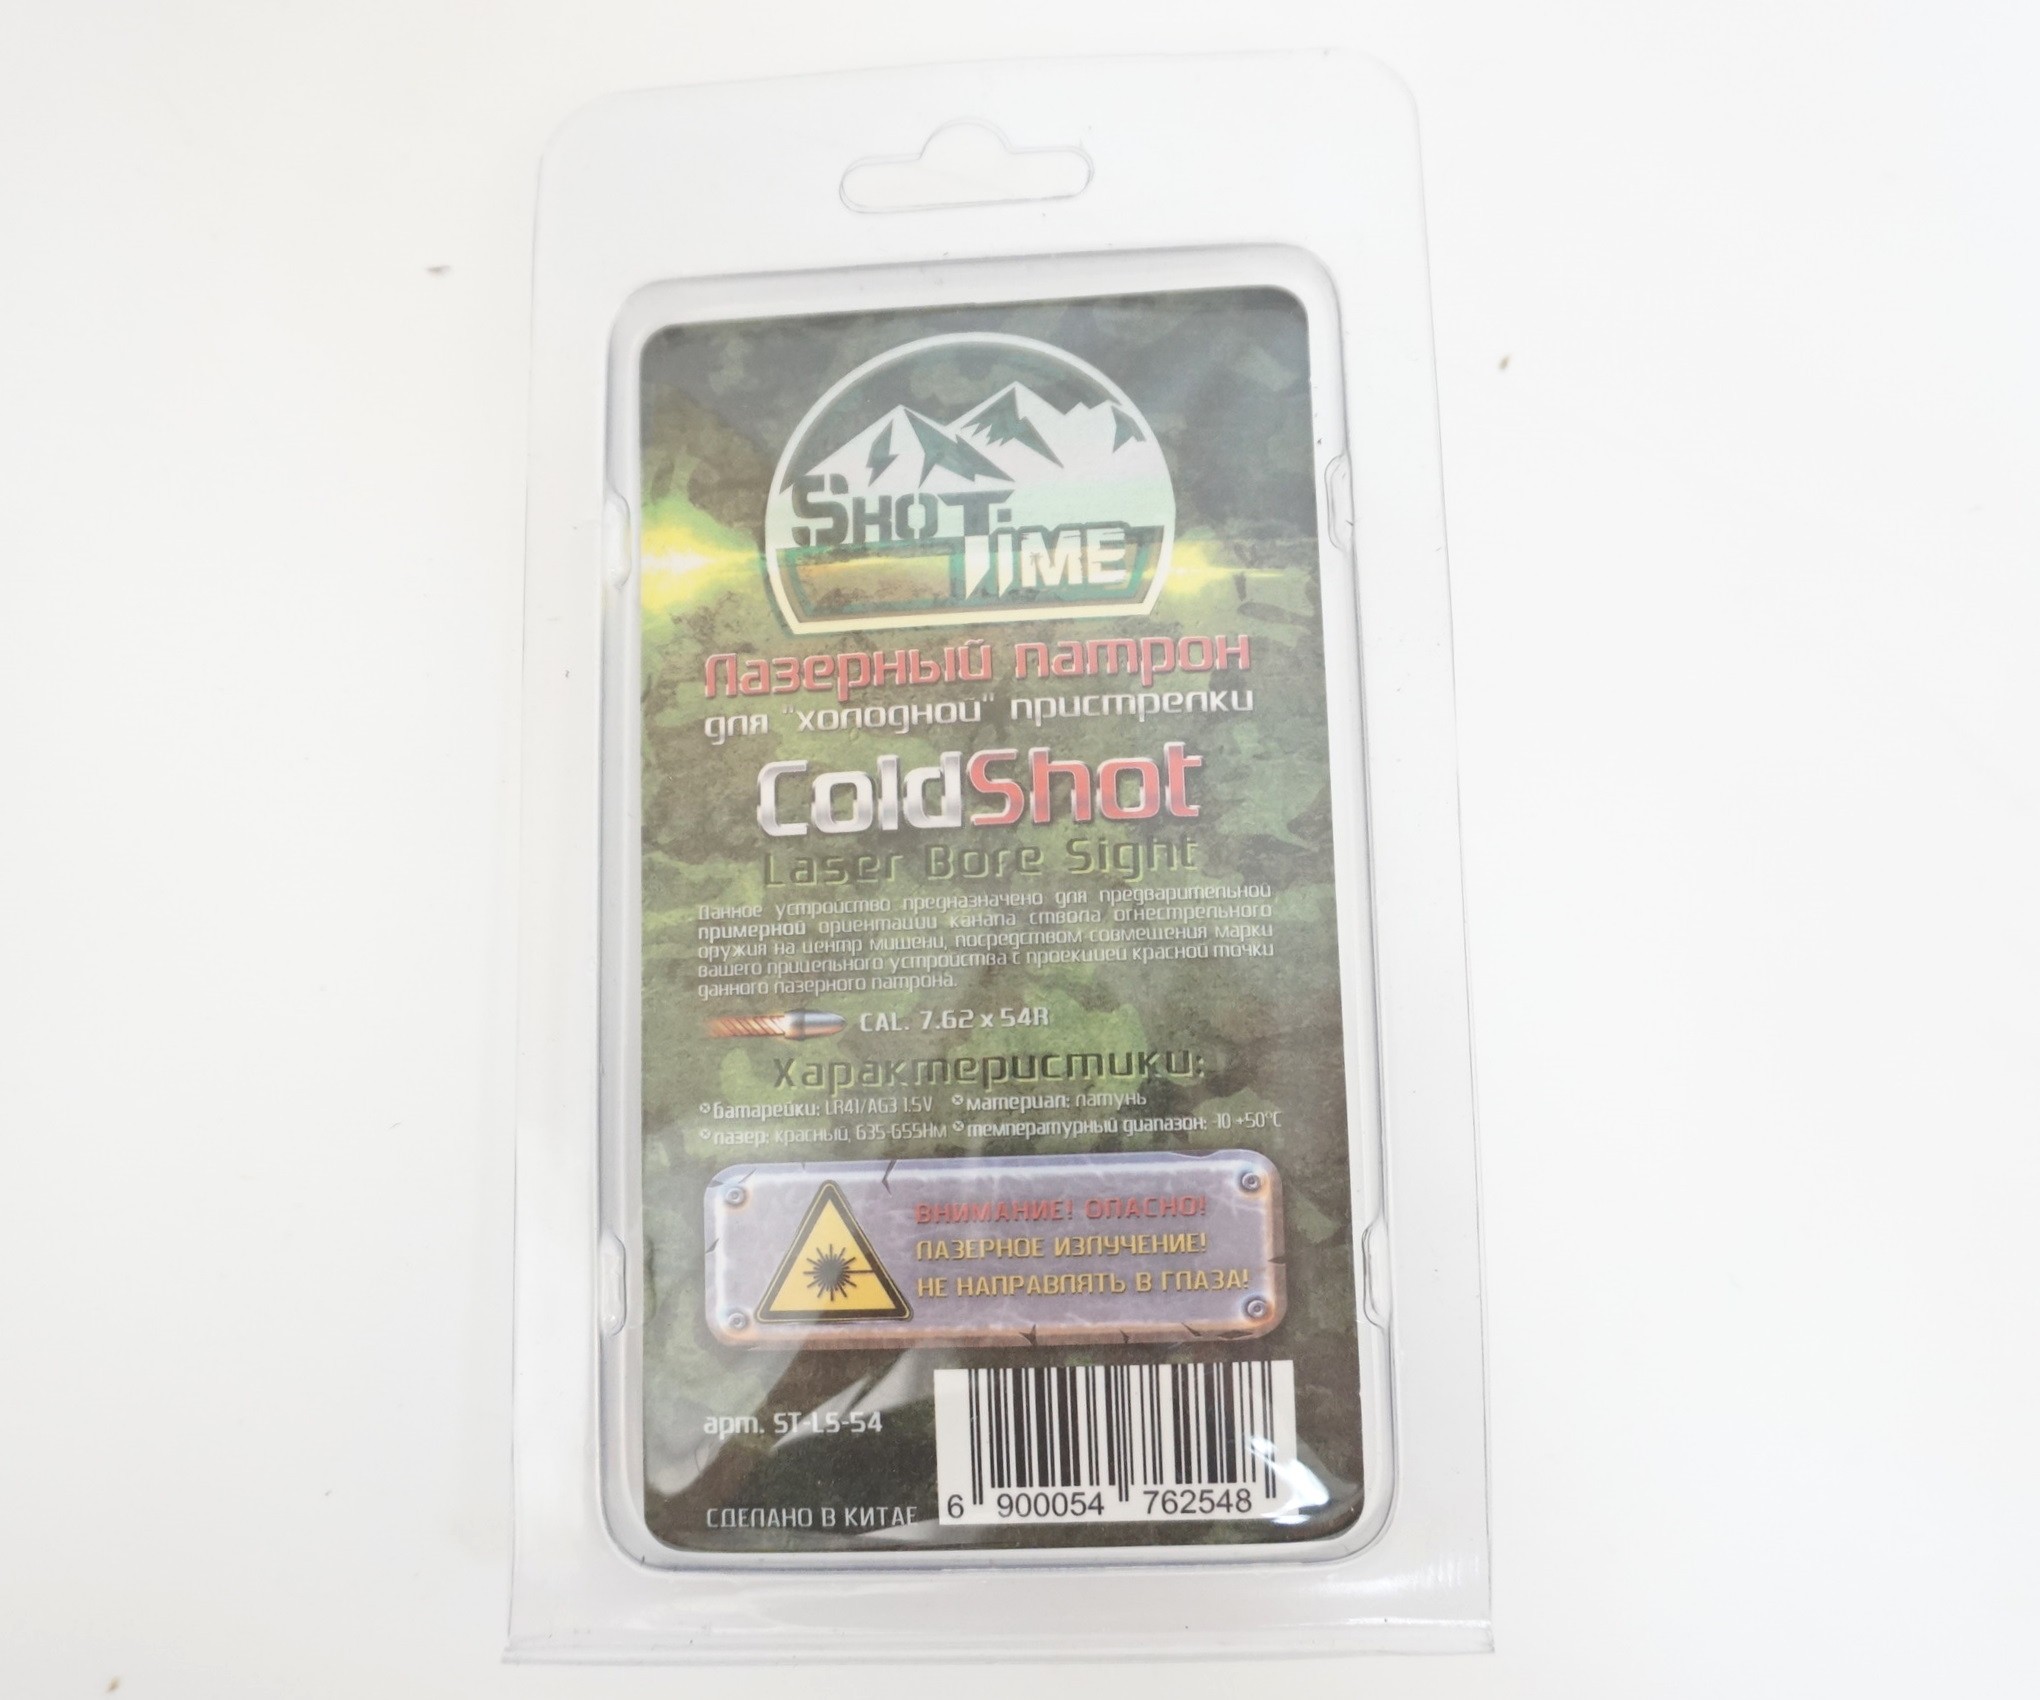 SHOTTIME
Лазерный патрон
для "холодной" пристрелки
ColdShot
Laser Bore Sight
Данное устройство предназначено для предварительной
примерной ориентации канала ствола огнестрельного
оружия на центр мишени, посредством совмещения марки
вашего прицельного устройства с проекцией красной точки
данного лазерного патрона.
CAL. 7.62 x 54R
Характеристики:
*батарейки: LR41/AG3 1.5V *материал: латунь
*лазер: красный, 635-655Нм *температурный диапазон: -10 +50°C
ВНИМАНИЕ! ОПАСНО!
ЛАЗЕРНОЕ ИЗЛУЧЕНИЕ!
НЕ НАПРАВЛЯТЬ В ГЛАЗА!
арт. ST-LS-54
СДЕЛАНО В КИТАЕ
6 900054 762548